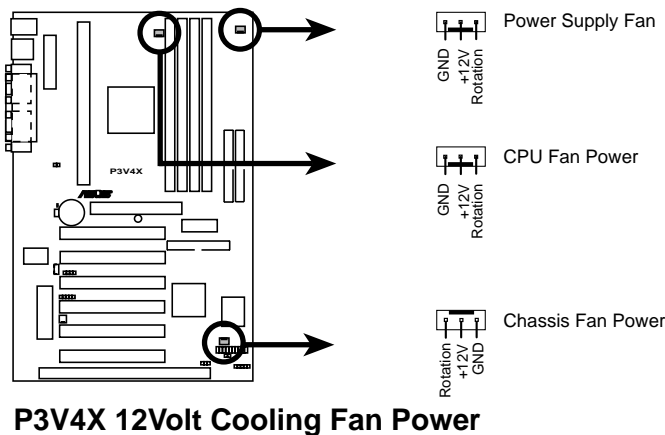 Power Supply Fan
GND
+12V
Rotation
CPU Fan Power
GND
+12V
Rotation
P3V4X
ASUS
Chassis Fan Power
Rotation
+12V
GND
P3V4X 12Volt Cooling Fan Power